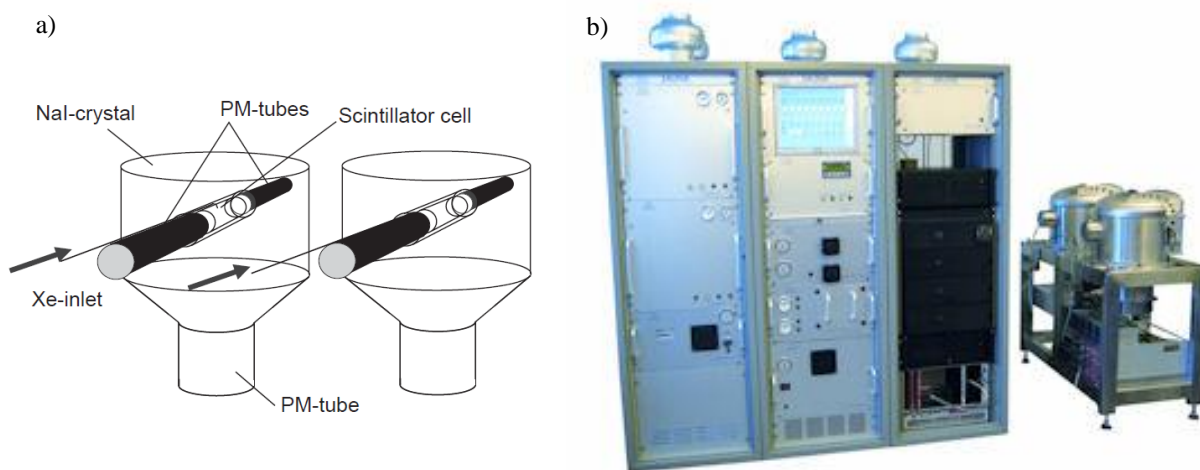 a)
b)
NaI-crystal
PM-tubes
Scintillator cell
Xe-inlet
PM-tube